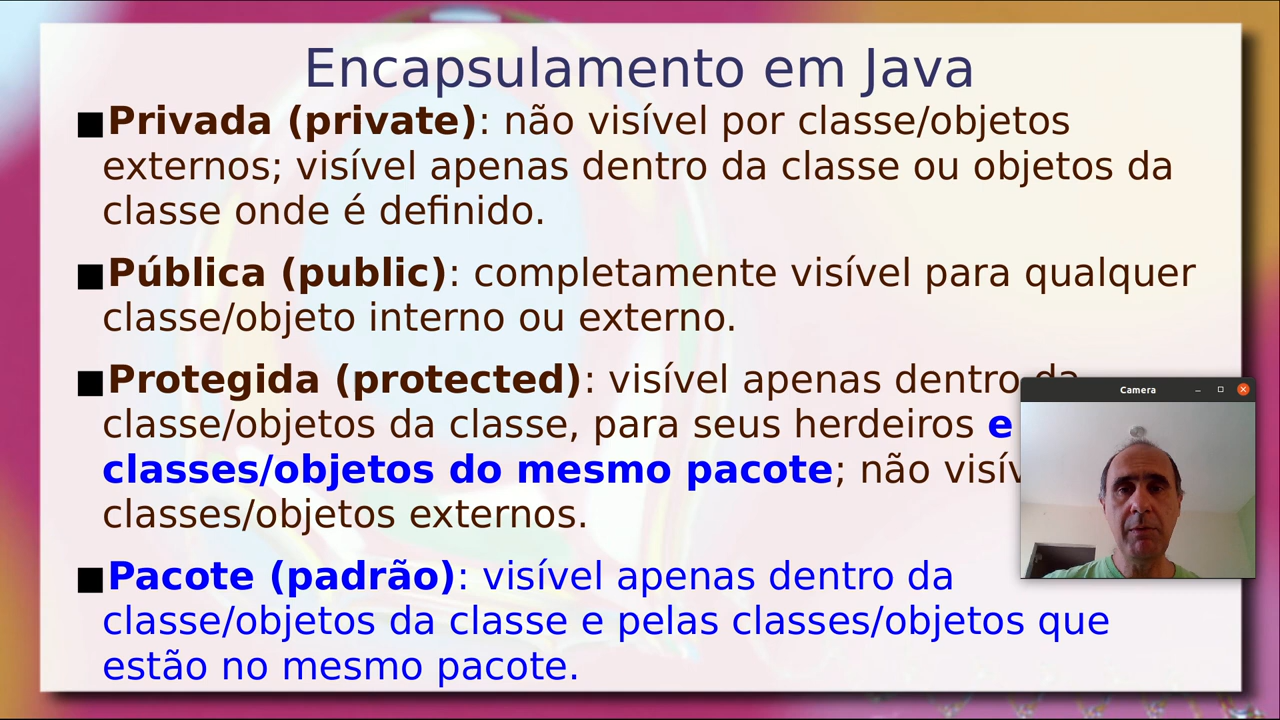 Encapsulamento em Java
■Privada (private): não visível por classe/objetos
externos; visível apenas dentro da classe ou objetos da
classe onde é definido.
■Pública (public): completamente visível para qualquer
classe/objeto interno ou externo.
■Protegida (protected): visível apenas dentro da
classe/objetos da classe, para seus herdeiros e
classes/objetos do mesmo pacote; não
classes/objetos externos.
Camera
■Pacote (padrão): visível apenas dentro da
classe/objetos da classe e pelas classes/objetos que
estão no mesmo pacote.